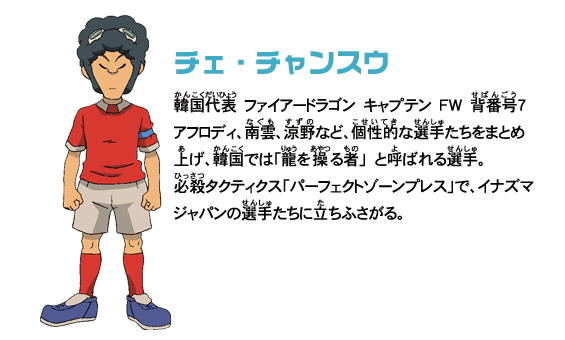 チェ・チャンスウ
韓国代表 ファイアードラゴン キャプテン FW 背番号7
アフロディ、南雲、涼野など、個性的な選手たちをまとめ
上げ、韓国では「龍を操る者」と呼ばれる選手。
必殺タクティクス「パーフェクトゾーンプレス」で、イナズマ
ジャパンの選手たちに立ちふさがる。